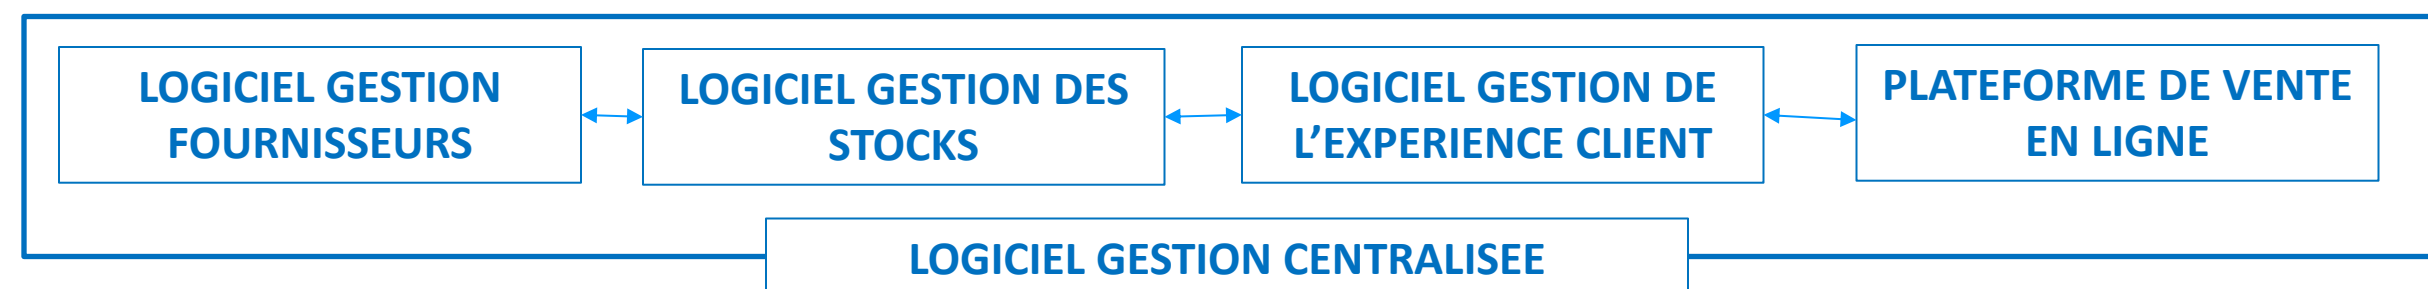 LOGICIEL GESTION
FOURNISSEURS
LOGICIEL GESTION DES
STOCKS
LOGICIEL GESTION DE
L’EXPERIENCE CLIENT
PLATEFORME DE VENTE
EN LIGNE
LOGICIEL GESTION CENTRALISEE